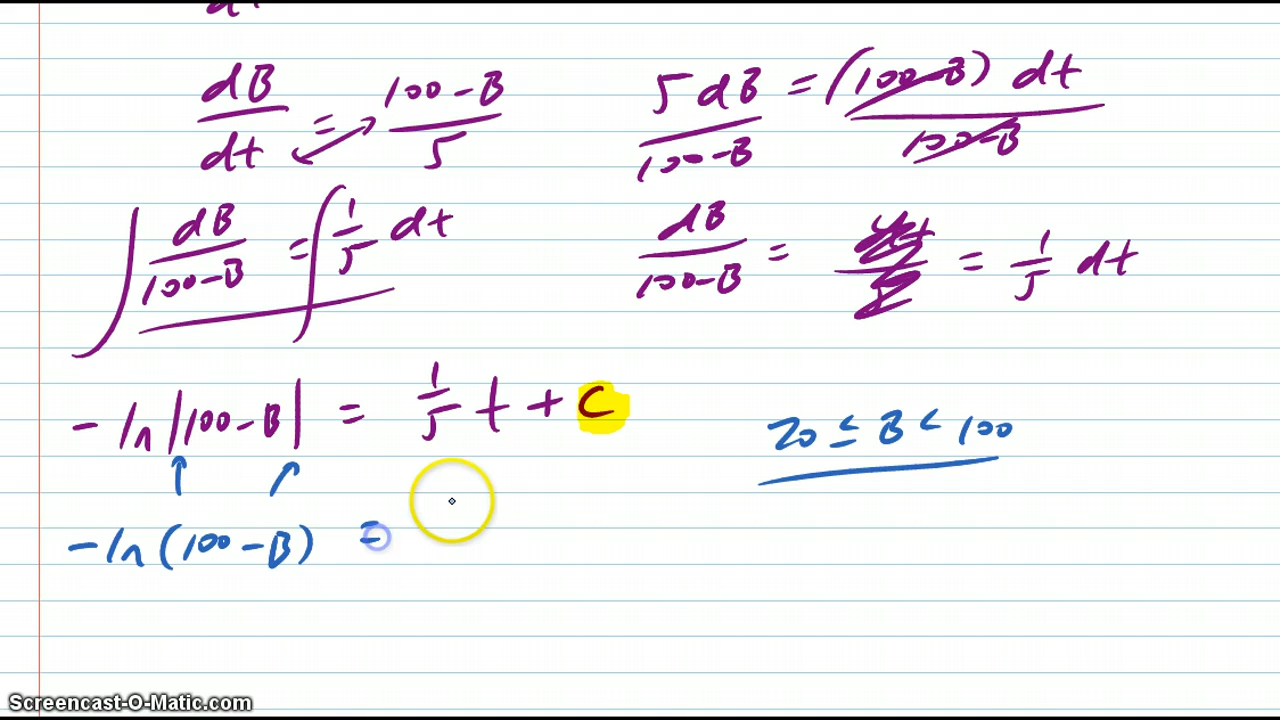 dB/dt = (100-B)/5    5 dB/(100-B) = (100-B) dt/(100-B)
∫ dB/(100-B) = ∫ 1/5 dt    dB/(100-B) = = 1/5 dt
-ln|100-B| = 1/5 t + C    20 ≤ B < 100
-ln(100-B) =
Screencast-O-Matic.com